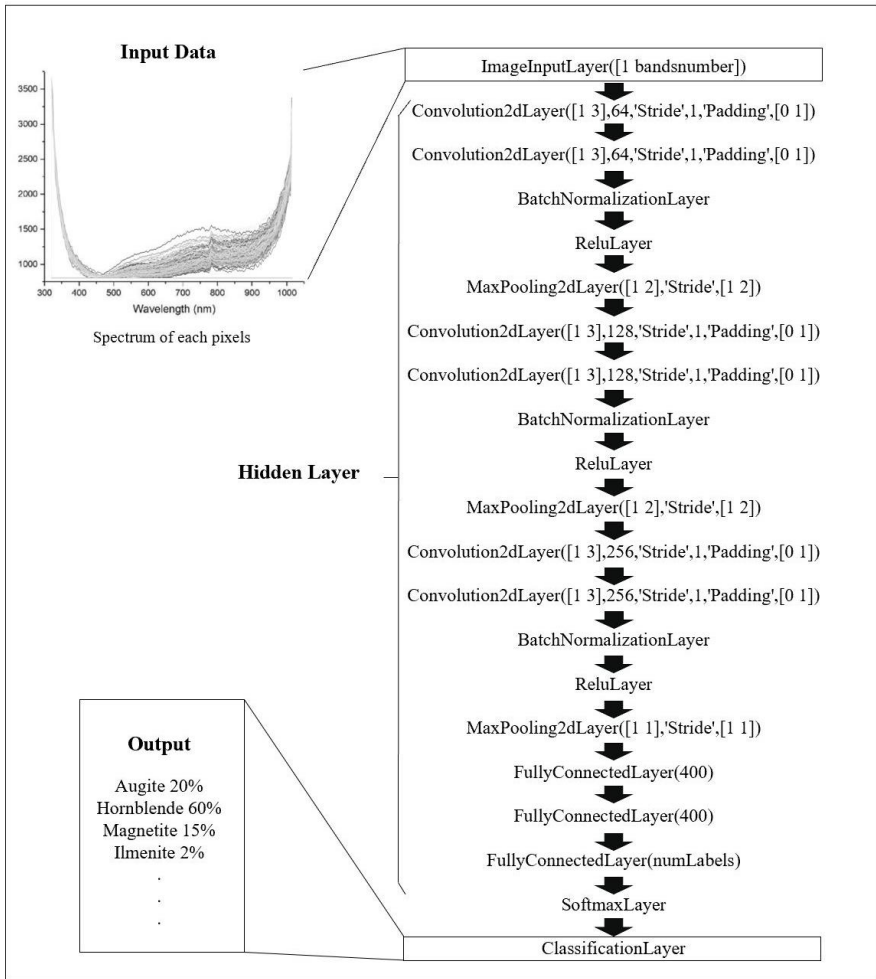 Input Data
3500
3000
2500
2000
1500
1000
300 400 500 600 700 800 900 1000
Wavelength (nm)
Spectrum of each pixels
ImageInputLayer([1 bandsnumber])
Convolution2dLayer([1 3],64,'Stride',1,'Padding',[0 1])
Convolution2dLayer([1 3],64,'Stride',1,'Padding',[0 1])
BatchNormalizationLayer
ReluLayer
MaxPooling2dLayer([1 2],'Stride',[1 2])
Convolution2dLayer([1 3],128,'Stride',1,'Padding',[0 1])
Convolution2dLayer([1 3],128,'Stride',1,'Padding',[0 1])
BatchNormalizationLayer
ReluLayer
Hidden Layer
MaxPooling2dLayer([1 2],'Stride',[1 2])
Convolution2dLayer([1 3],256,'Stride',1,'Padding',[0 1])
Convolution2dLayer([1 3],256,'Stride',1,'Padding',[0 1])
BatchNormalizationLayer
ReluLayer
MaxPooling2dLayer([1 1],'Stride',[1 1])
FullyConnectedLayer(400)
FullyConnectedLayer(400)
FullyConnectedLayer(numLabels)
SoftmaxLayer
ClassificationLayer
Output
Augite 20%
Hornblende 60%
Magnetite 15%
Ilmenite 2%
.
.
.